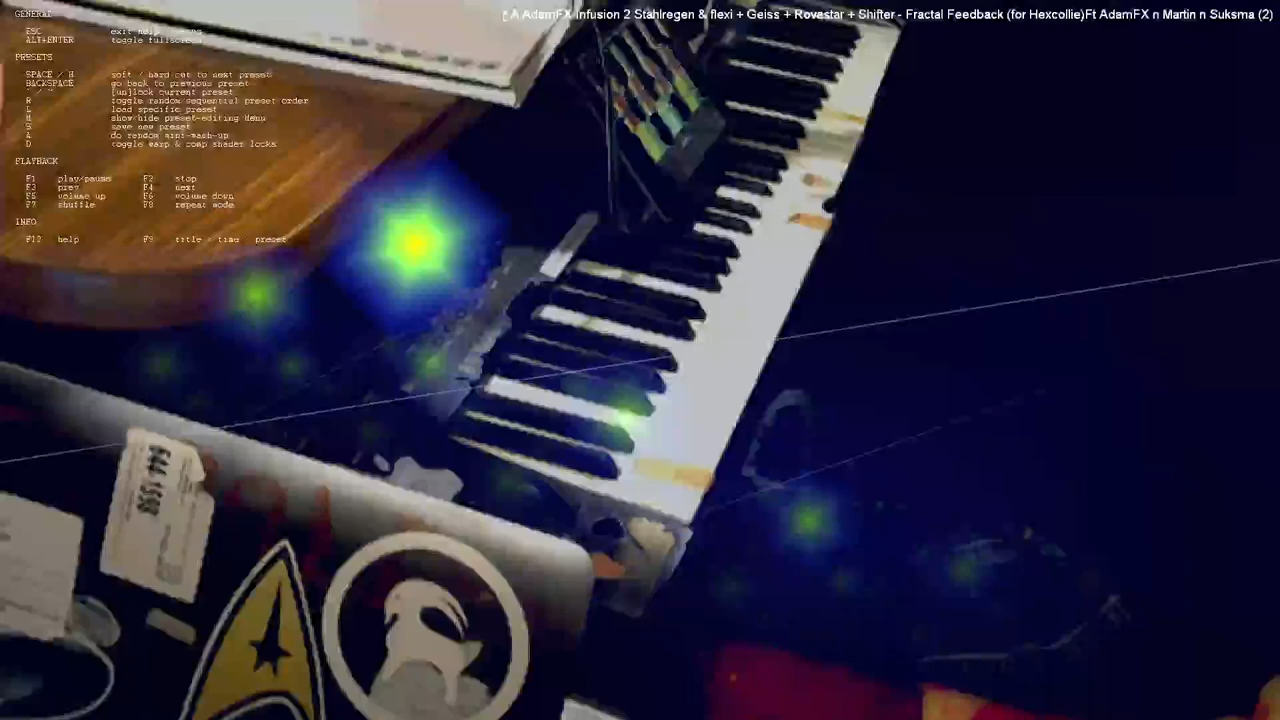 [ A AdamFX Infusion 2 Stahlregen & flexi + Geiss + Rovastar + Shifter - Fractal Feedback (for Hexcollie)Ft AdamFX n Martin n Suksma (2)
GENERAL
ESC exit help
ALT+ENTER toggle fullscreen
PRESETS
SPACE / H soft / hard cut to next preset
BACKSPACE go back to previous preset
[un]lock current preset
R toggle random/sequential preset order
L load specific preset
M show/hide preset-editing menu
S save new preset
A do random mini-mash-up
D toggle warp & comp shader locks
PLAYBACK
F1 play/pause F2 stop
F3 prev F4 next
F5 volume up F6 volume down
F7 shuffle F8 repeat mode
INFO
F10 help F9 title / time / preset